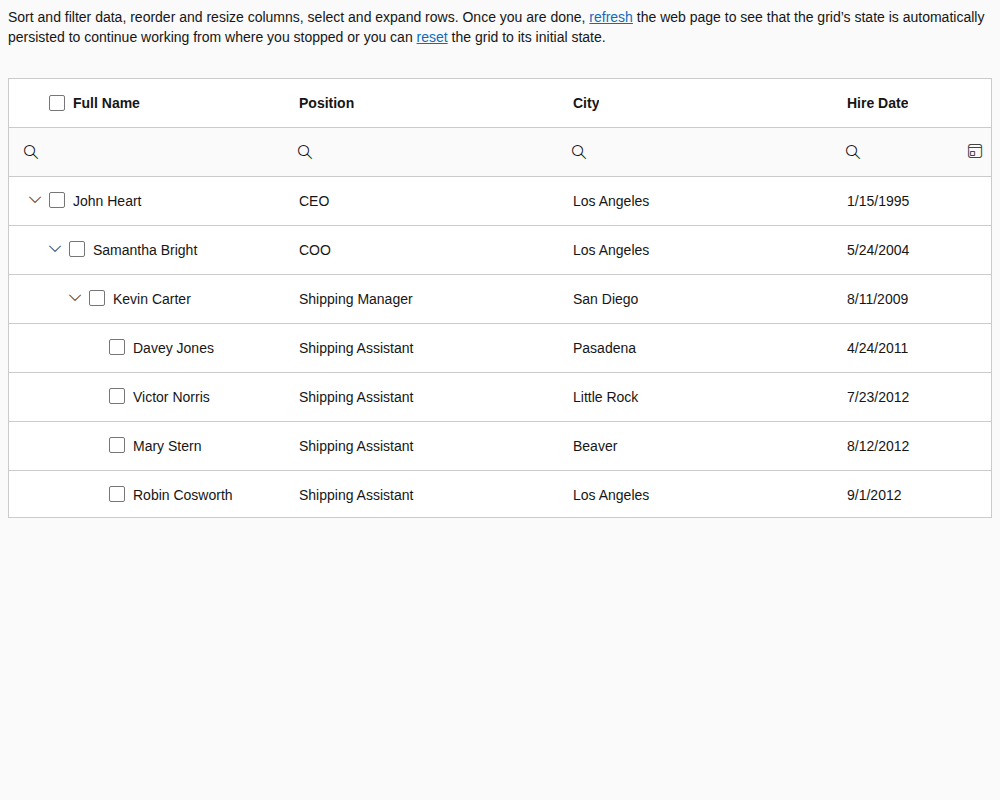 Sort and filter data, reorder and resize columns, select and expand rows. Once you are done, refresh the web page to see that the grid’s state is automatically
persisted to continue working from where you stopped or you can reset the grid to its initial state.
Full Name Position City Hire Date
John Heart CEO Los Angeles 1/15/1995
Samantha Bright COO Los Angeles 5/24/2004
Kevin Carter Shipping Manager San Diego 8/11/2009
Davey Jones Shipping Assistant Pasadena 4/24/2011
Victor Norris Shipping Assistant Little Rock 7/23/2012
Mary Stern Shipping Assistant Beaver 8/12/2012
Robin Cosworth Shipping Assistant Los Angeles 9/1/2012